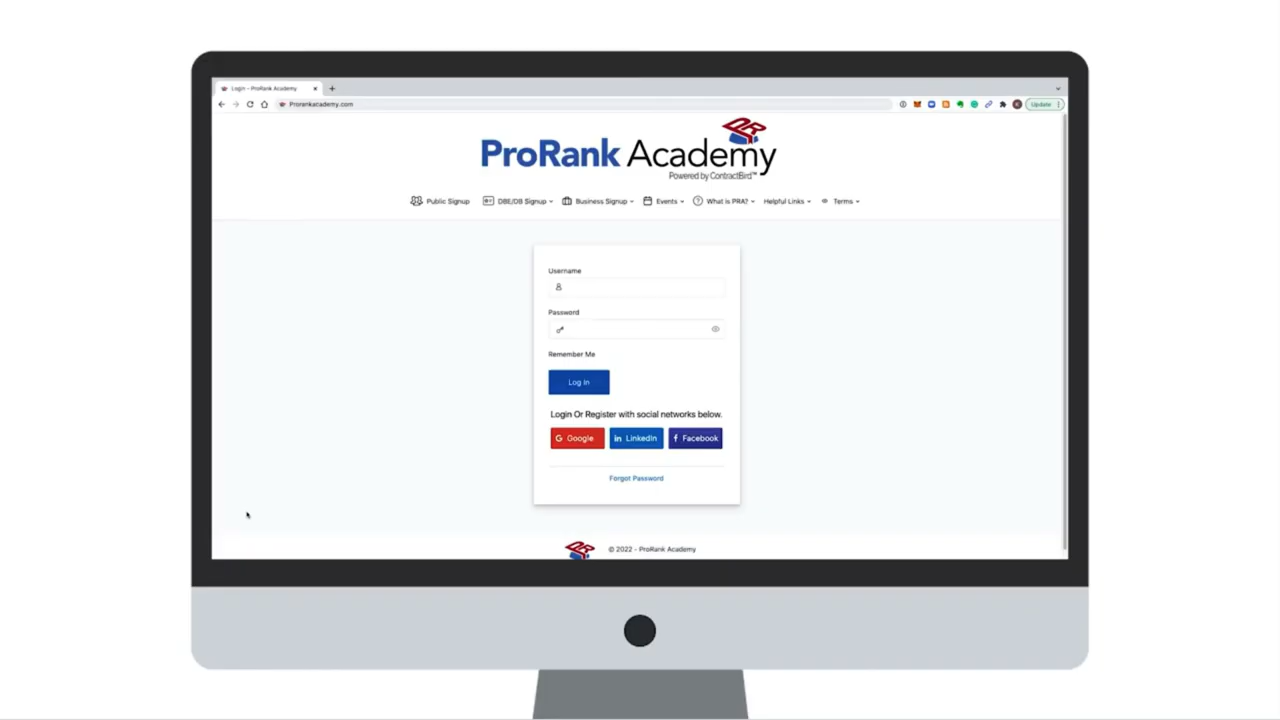 Login - ProRank Academy
Prorankacademy.com
Update
ProRank Academy
Powered by ContractBird™
Public Signup DBE/DB Signup Business Signup Events What is PRA? Helpful Links Terms
Username
Password
Remember Me
Log In
Login Or Register with social networks below.
G Google in LinkedIn f Facebook
Forgot Password
© 2022 - ProRank Academy